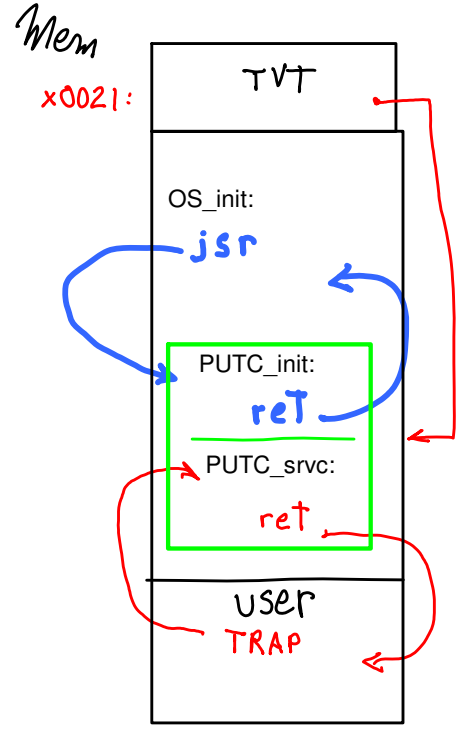 Mem
TVT
x0021:
OS_init:
jsr
PUTC_init:
ret
PUTC_srvc:
ret
user
TRAP